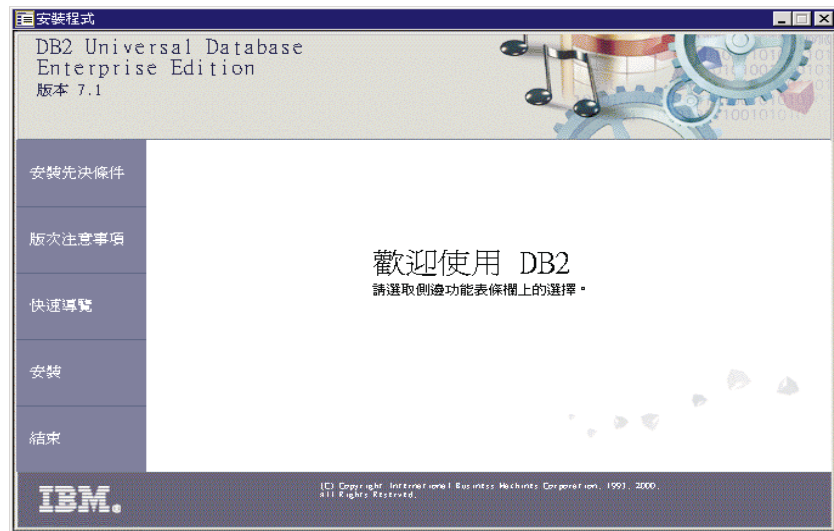 安裝程式
DB2 Universal Database
Enterprise Edition
版本 7.1
安裝先決條件
版次注意事項
快速導覽
安裝
結束
歡迎使用 DB2
請選取側邊功能表條欄上的選擇。
IBM.
(C) Copyright International Business Machines Corporation, 1993, 2000.
All Rights Reserved.